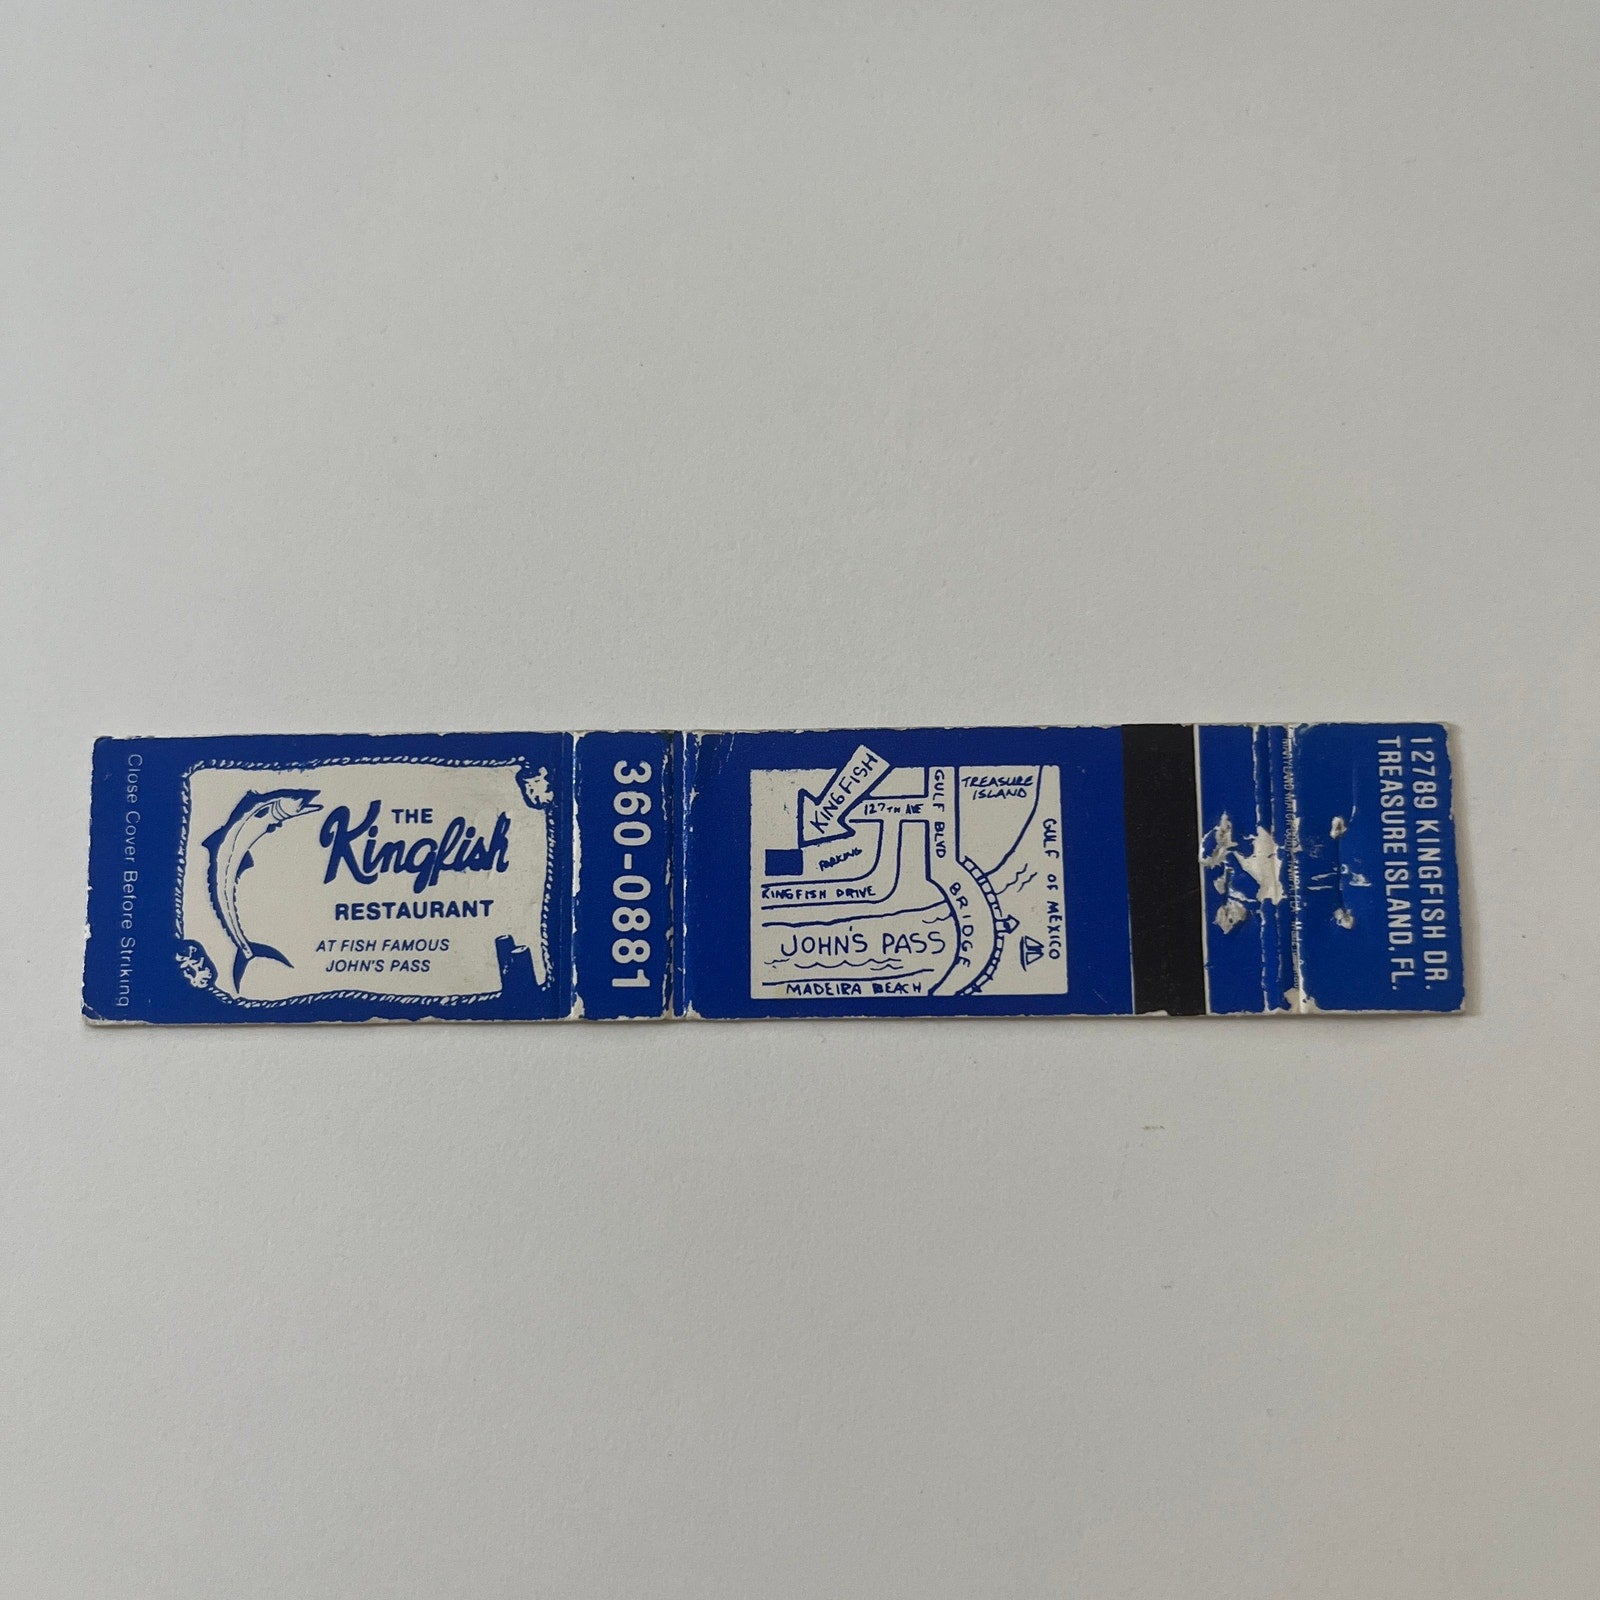 Close Cover Before Striking
THE
Kingfish
RESTAURANT
AT FISH FAMOUS
JOHN'S PASS
360-0881
KINGFISH
127TH AVE
PARKING
KINGFISH DRIVE
GULF BLVD
TREASURE
ISLAND
GULF OF MEXICO
BRIDGE
JOHN'S PASS
MADEIRA BEACH
12789 KINGFISH DR.
TREASURE ISLAND, FL.